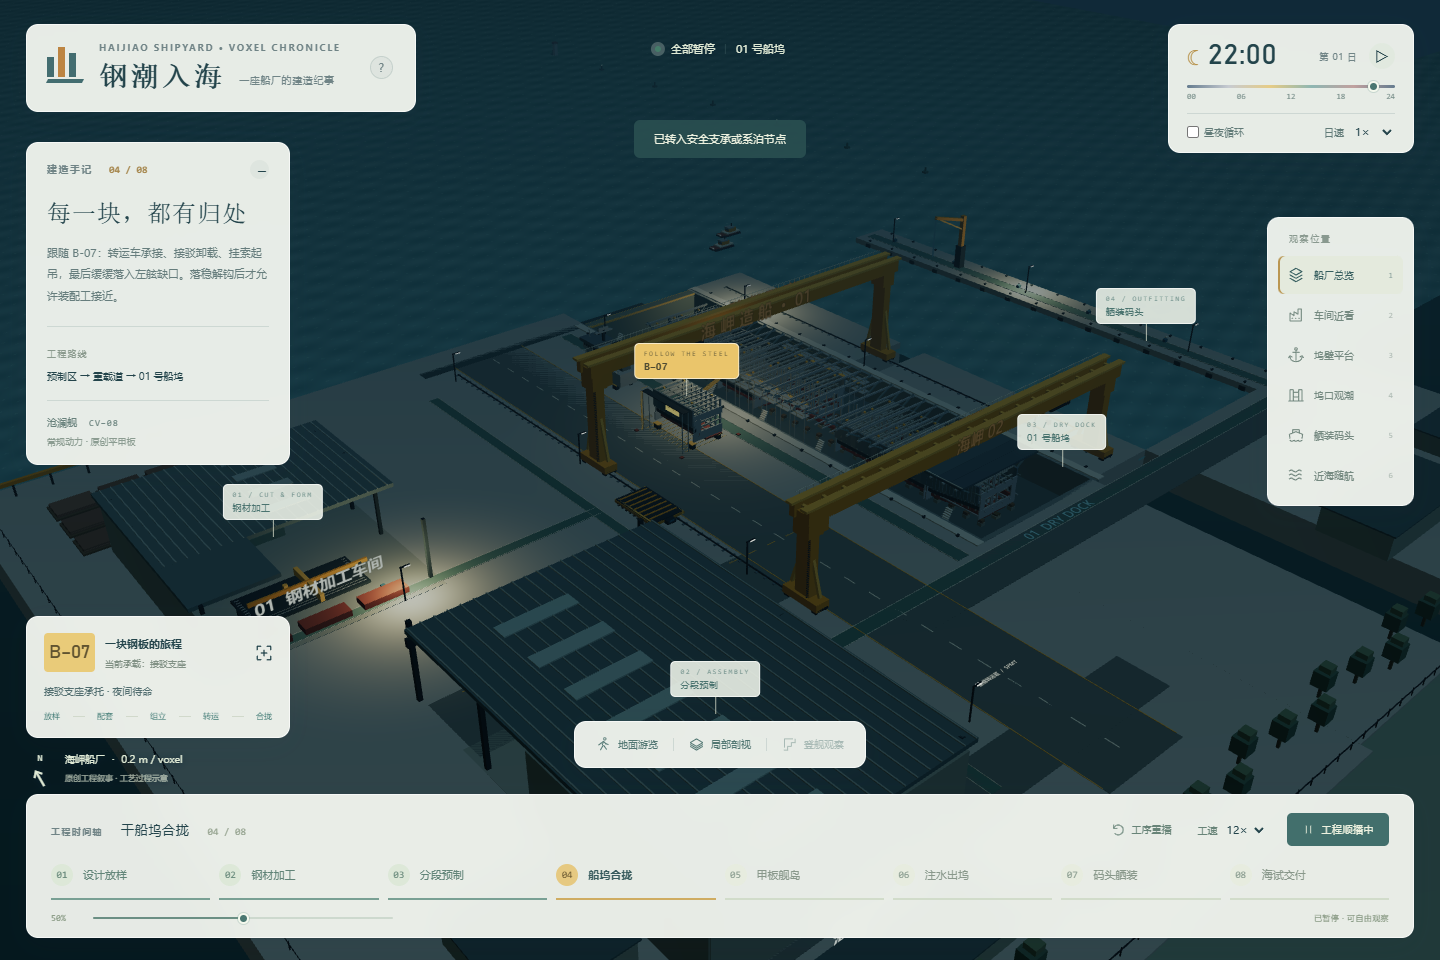 HAIJIAO SHIPYARD • VOXEL CHRONICLE
钢潮入海
一座船厂的建造纪事
?
全部暂停
01 号船坞
已转入安全支承或系泊节点
22:00
第 01 日
00 06 12 18 24
昼夜循环
日速 1×
建造手记 04 / 08
每一块，都有归处
跟随 B-07：转运车承接、接驳卸载、挂索起
吊，最后缓缓落入左舷缺口。落稳解钩后才允
许装配工接近。
工程路线
预制区 → 重载道 → 01 号船坞
沧澜舰 CV-08
常规动力 · 原创平甲板
观察位置
船厂总览 1
车间近看 2
坞壁平台 3
坞口观潮 4
舾装码头 5
近海随航 6
04 / OUTFITTING
舾装码头
FOLLOW THE STEEL
B-07
03 / DRY DOCK
01 号船坞
海岬 02
01 DRY DOCK
01 / CUT & FORM
钢材加工
01 钢材加工车间
02 / ASSEMBLY
分段预制
B-07
一块钢板的旅程
当前承载：接驳支座
接驳支座承托 · 夜间待命
放样 — 配套 — 组立 — 转运 — 合拢
地面游览
局部剖视
登舰观察
N
海岬船厂 · 0.2 m / voxel
原创工程叙事 · 工艺过程示意
工程时间轴 干船坞合拢 04 / 08
工序重播
工速 12×
工程顺播中
01 设计放样
02 钢材加工
03 分段预制
04 船坞合拢
05 甲板舰岛
06 注水出坞
07 码头舾装
08 海试交付
50%
已暂停 · 可自由观察